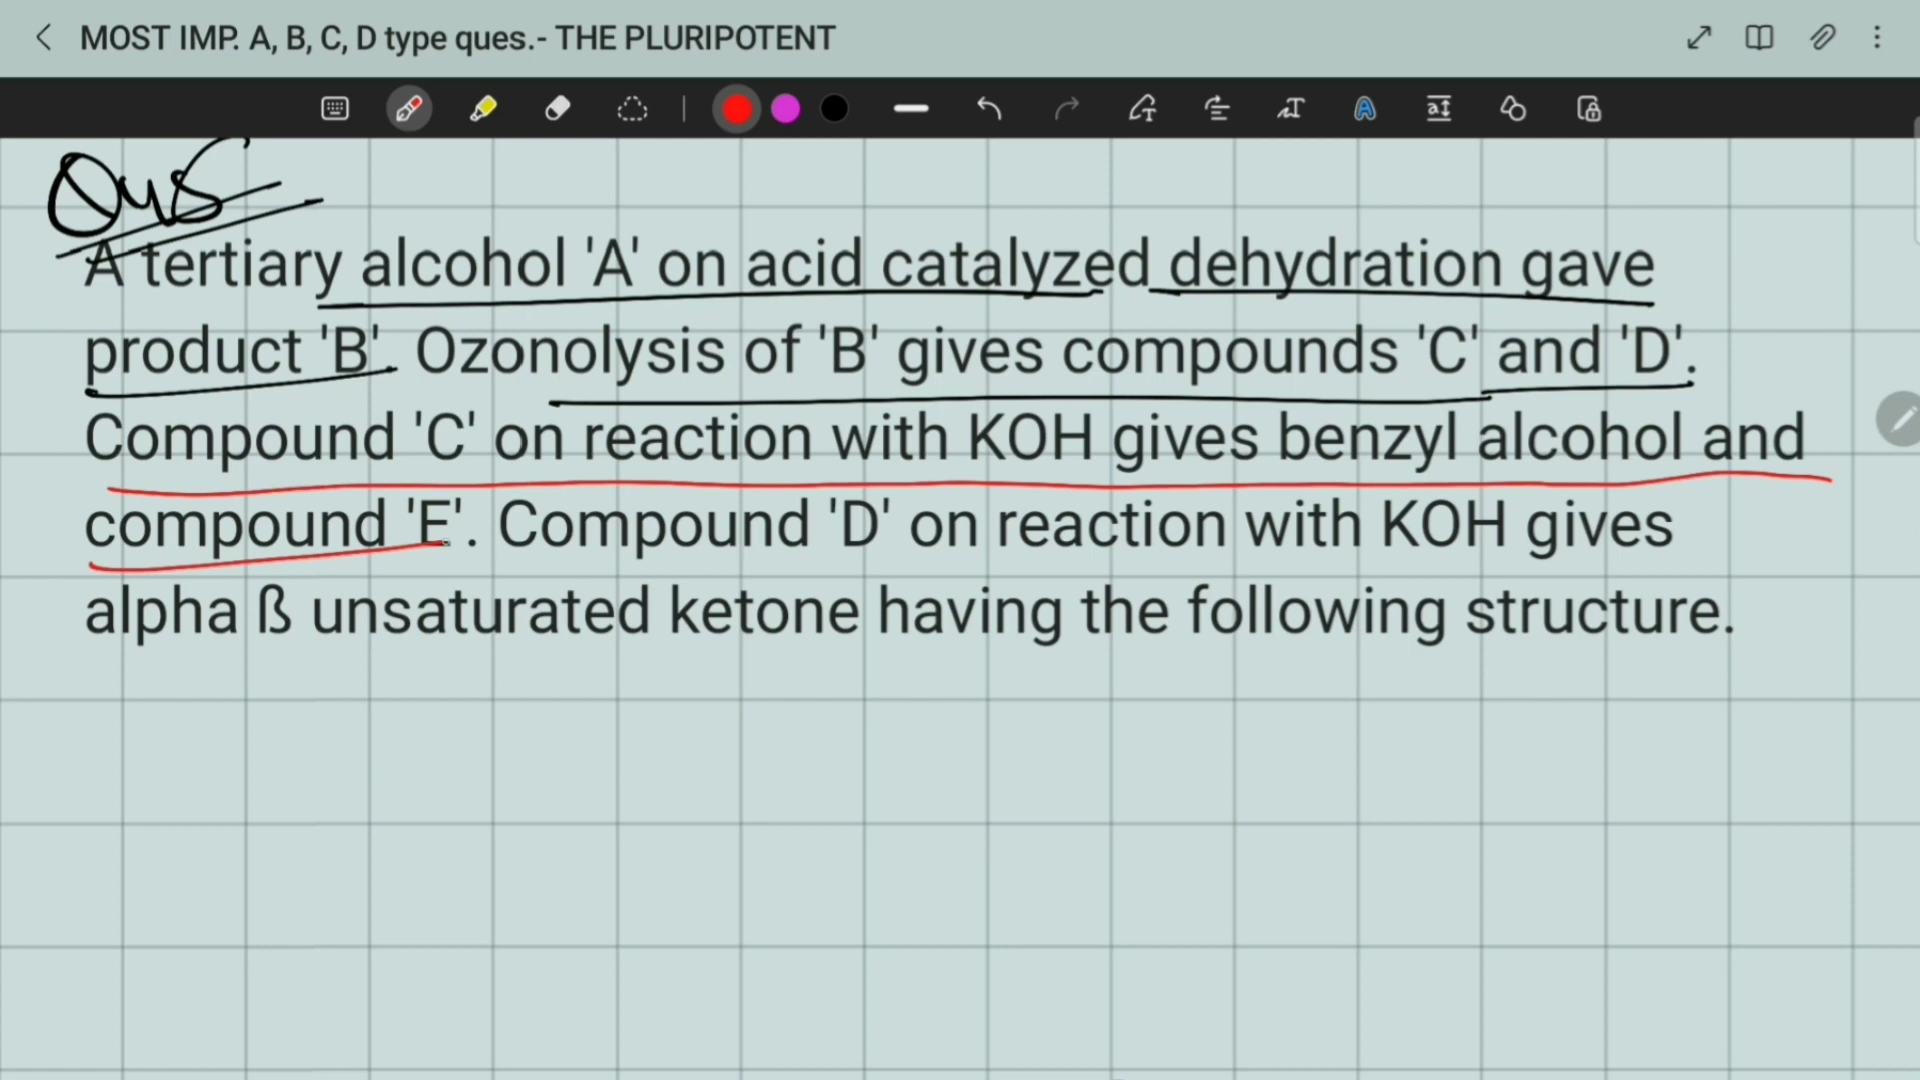 MOST IMP. A, B, C, D type ques.- THE PLURIPOTENT
Ques
A tertiary alcohol 'A' on acid catalyzed dehydration gave
product 'B'. Ozonolysis of 'B' gives compounds 'C' and 'D'.
Compound 'C' on reaction with KOH gives benzyl alcohol and
compound 'E'. Compound 'D' on reaction with KOH gives
alpha ß unsaturated ketone having the following structure.